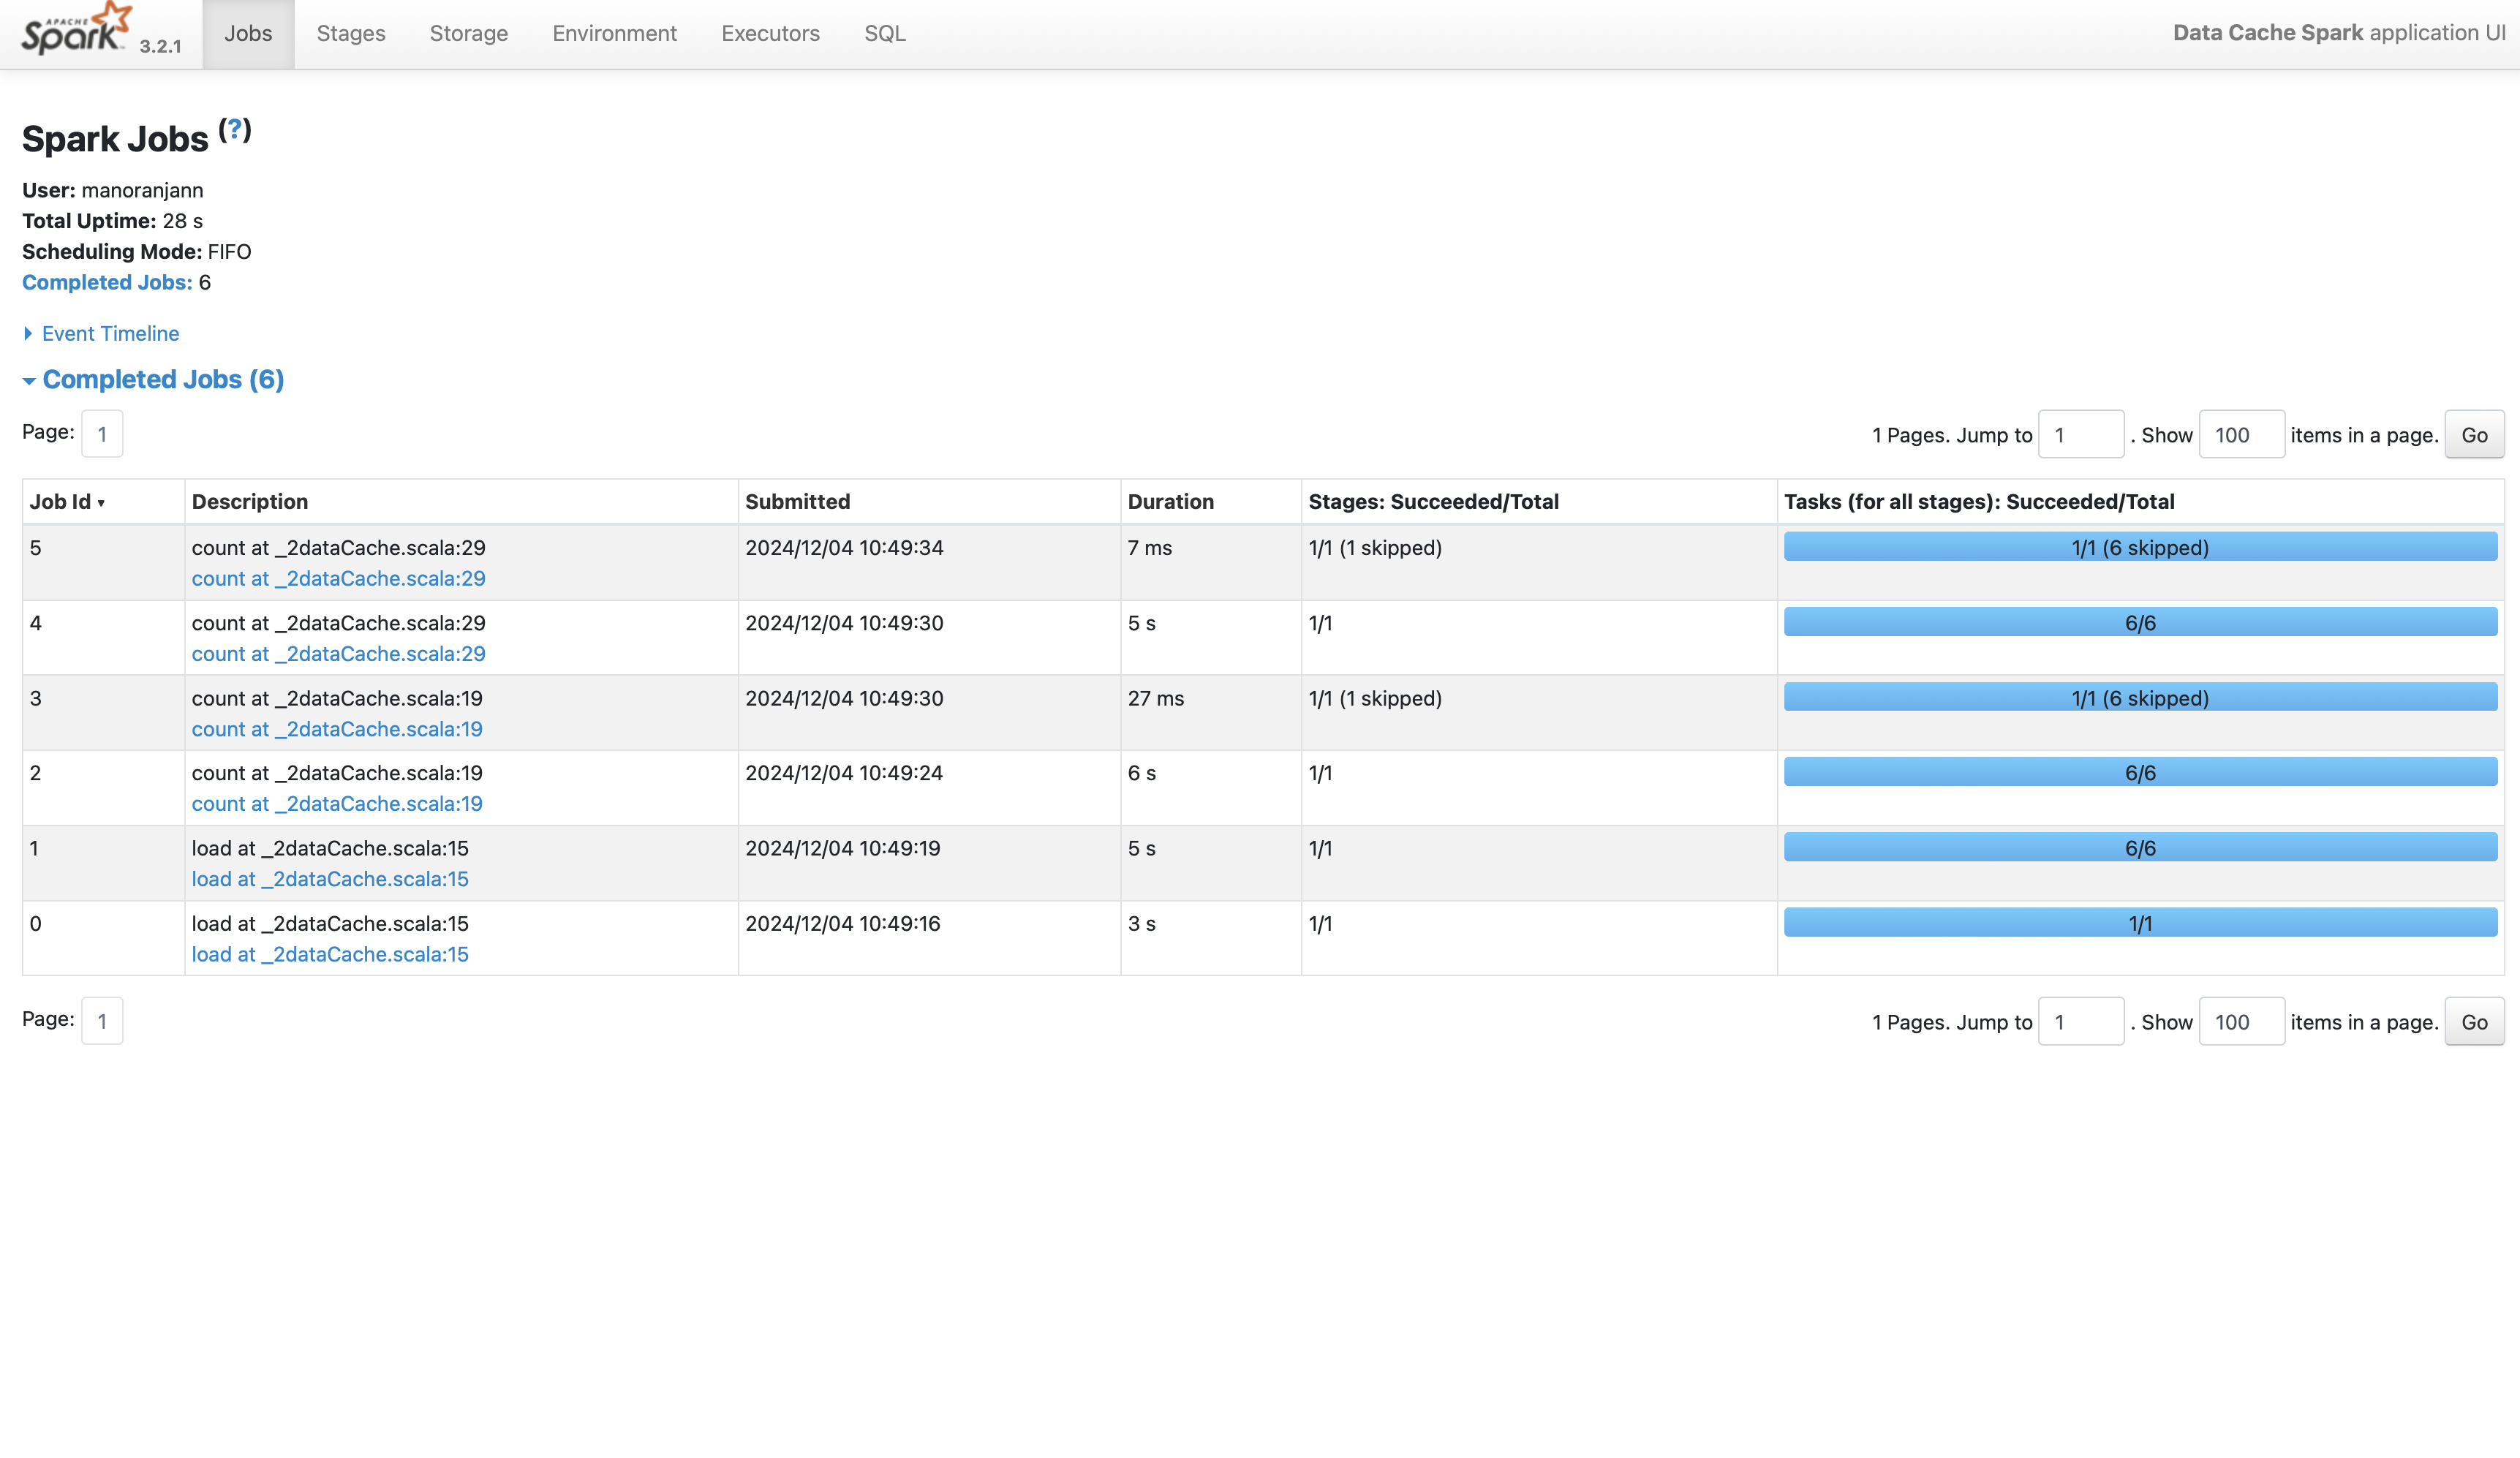 APACHE
Spark 3.2.1 Jobs Stages Storage Environment Executors SQL Data Cache Spark application UI
Spark Jobs (?)
User: manoranjann
Total Uptime: 28 s
Scheduling Mode: FIFO
Completed Jobs: 6
Event Timeline
Completed Jobs (6)
Page: 1 1 Pages. Jump to 1 . Show 100 items in a page. Go
Job Id ▾ Description Submitted Duration Stages: Succeeded/Total Tasks (for all stages): Succeeded/Total
5 count at _2dataCache.scala:29 2024/12/04 10:49:34 7 ms 1/1 (1 skipped) 1/1 (6 skipped)
count at _2dataCache.scala:29
4 count at _2dataCache.scala:29 2024/12/04 10:49:30 5 s 1/1 6/6
count at _2dataCache.scala:29
3 count at _2dataCache.scala:19 2024/12/04 10:49:30 27 ms 1/1 (1 skipped) 1/1 (6 skipped)
count at _2dataCache.scala:19
2 count at _2dataCache.scala:19 2024/12/04 10:49:24 6 s 1/1 6/6
count at _2dataCache.scala:19
1 load at _2dataCache.scala:15 2024/12/04 10:49:19 5 s 1/1 6/6
load at _2dataCache.scala:15
0 load at _2dataCache.scala:15 2024/12/04 10:49:16 3 s 1/1 1/1
load at _2dataCache.scala:15
Page: 1 1 Pages. Jump to 1 . Show 100 items in a page. Go